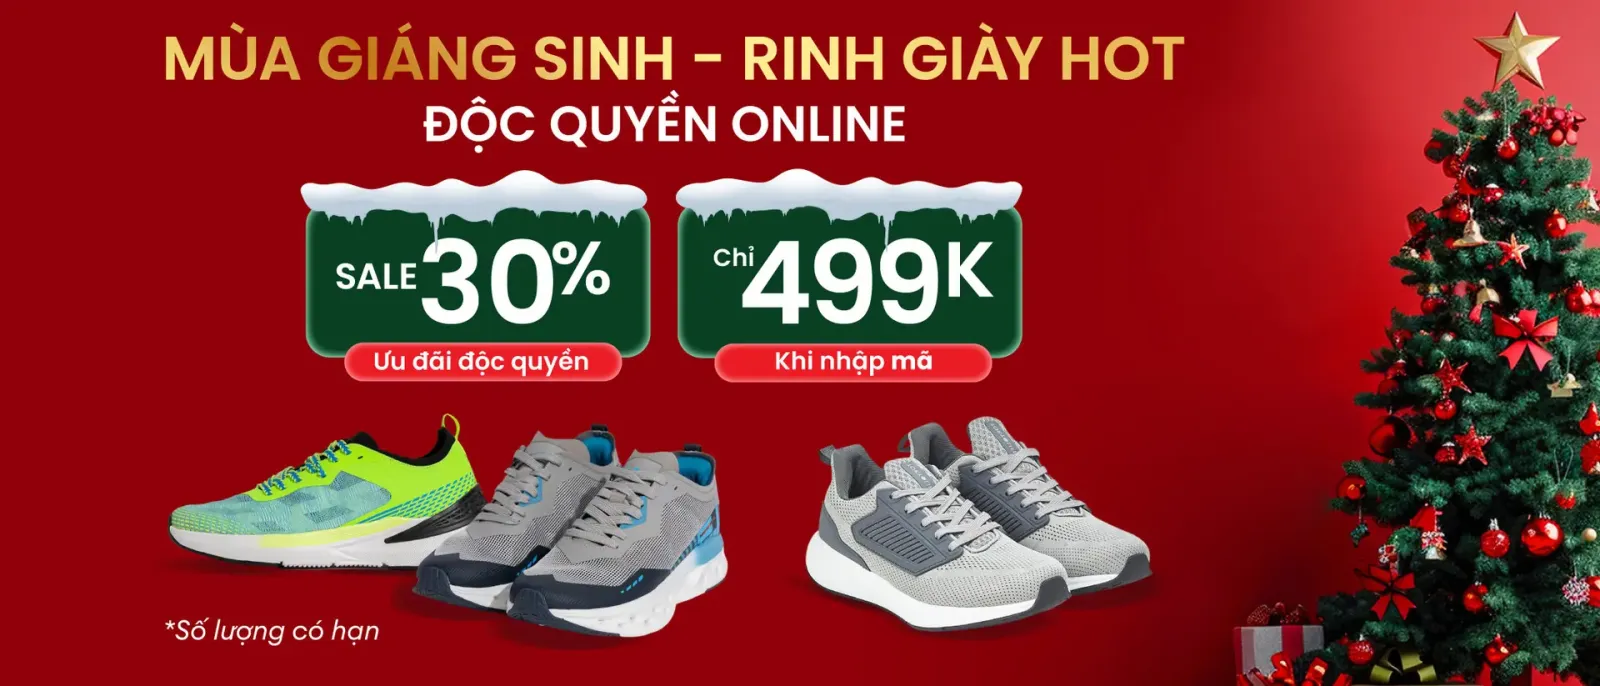 MÙA GIÁNG SINH - RINH GIÀY HOT
ĐỘC QUYỀN ONLINE
SALE 30%
Ưu đãi độc quyền
Chỉ 499K
Khi nhập mã
*Số lượng có hạn